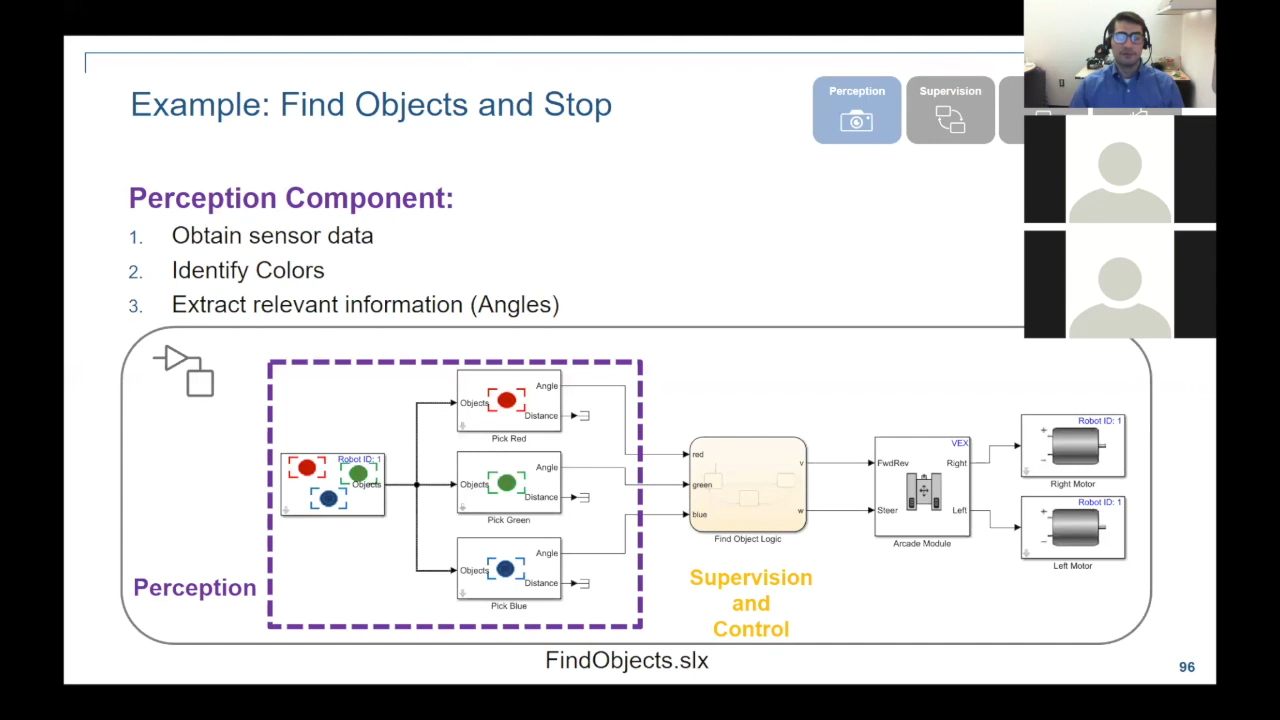 Example: Find Objects and Stop
Perception
Supervision
Perception Component:
1. Obtain sensor data
2. Identify Colors
3. Extract relevant information (Angles)
Robot ID: 1
Objects
Objects
Angle
Distance
Pick Red
Objects
Angle
Distance
Pick Green
Objects
Angle
Distance
Pick Blue
red
green
blue
v
w
Find Object Logic
VEX
FwdRev
Right
Steer
Left
Arcade Module
Robot ID: 1
Right Motor
Robot ID: 1
Left Motor
Perception
Supervision
and
Control
FindObjects.slx
96